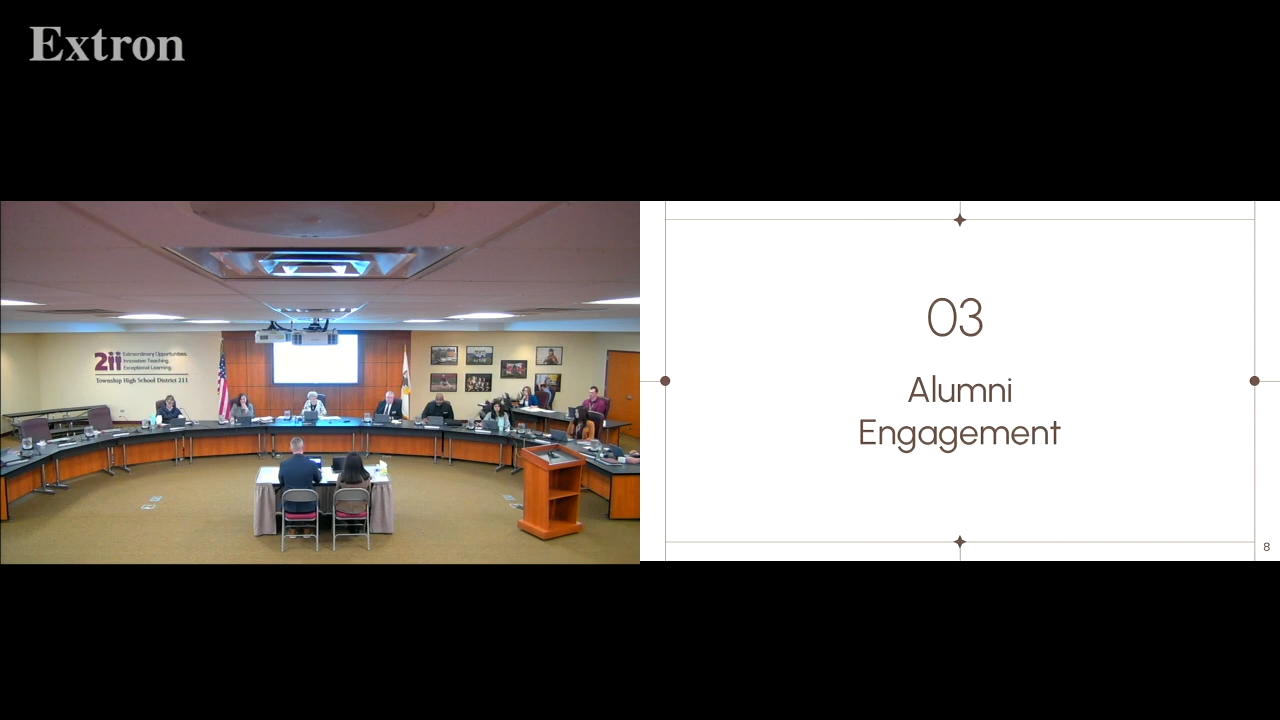 Extron
211
Extraordinary Opportunities.
Innovative Teaching.
Exceptional Learning.
Township High School District 211
03
Alumni
Engagement
8